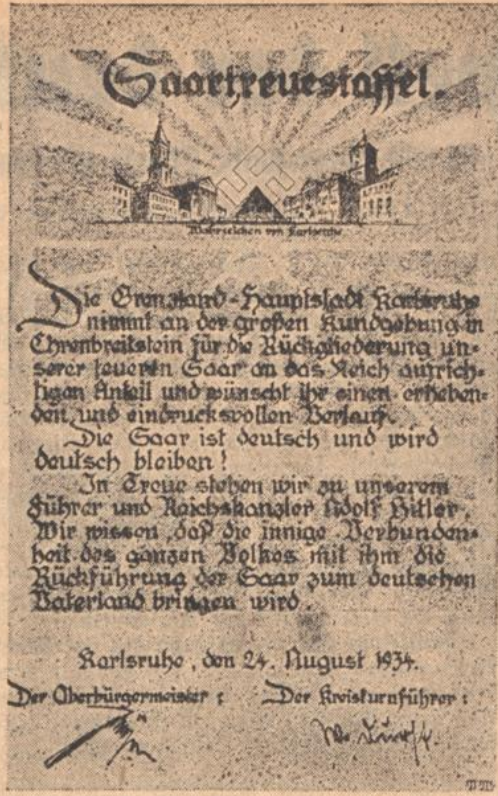 Saartreuestaffel.
Wahrzeichen von Karlsruhe
Die Grenzland-Hauptstadt Karlsruhe
nimmt an der großen Kundgebung in
Ehrenbreitstein für die Rückgliederung un-
serer teueren Saar an das Reich aufrich-
tigen Anteil und wünscht ihr einen erheben-
den und eindrucksvollen Verlauf.
Die Saar ist deutsch und wird
deutsch bleiben!
In Treue stehen wir zu unserem
Führer und Reichskanzler Adolf Hitler.
Wir wissen, daß die innige Verbunden-
heit des ganzen Volkes mit ihm die
Rückführung der Saar zum deutschen
Vaterland bringen wird.
Karlsruhe, den 24. August 1934.
Der Oberbürgermeister: Der Kreisturnführer: